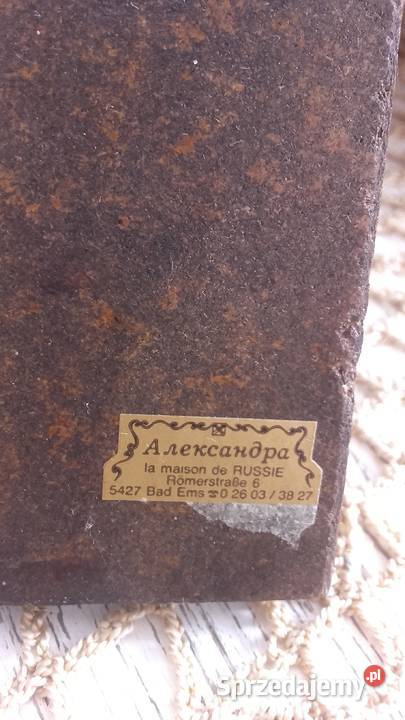 Александра
la maison de RUSSIE
Römerstraße 6
5427 Bad Ems ☎ 0 26 03 / 38 27
Sprzedajemy.pl